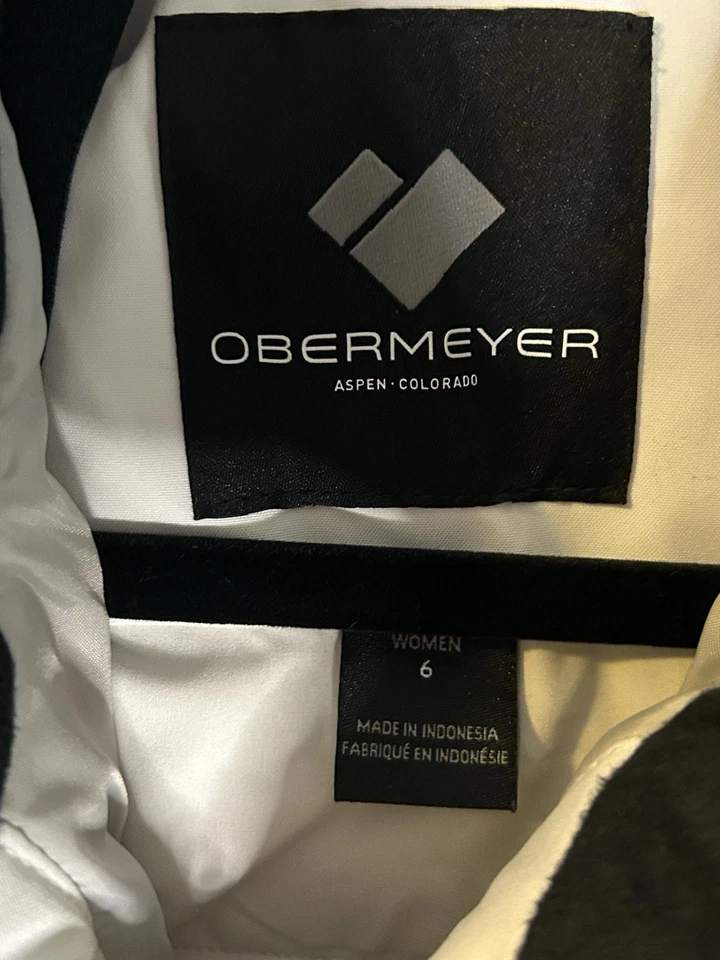 OBERMEYER
ASPEN · COLORADO
WOMEN
6
MADE IN INDONESIA
FABRIQUÉ EN INDONÉSIE